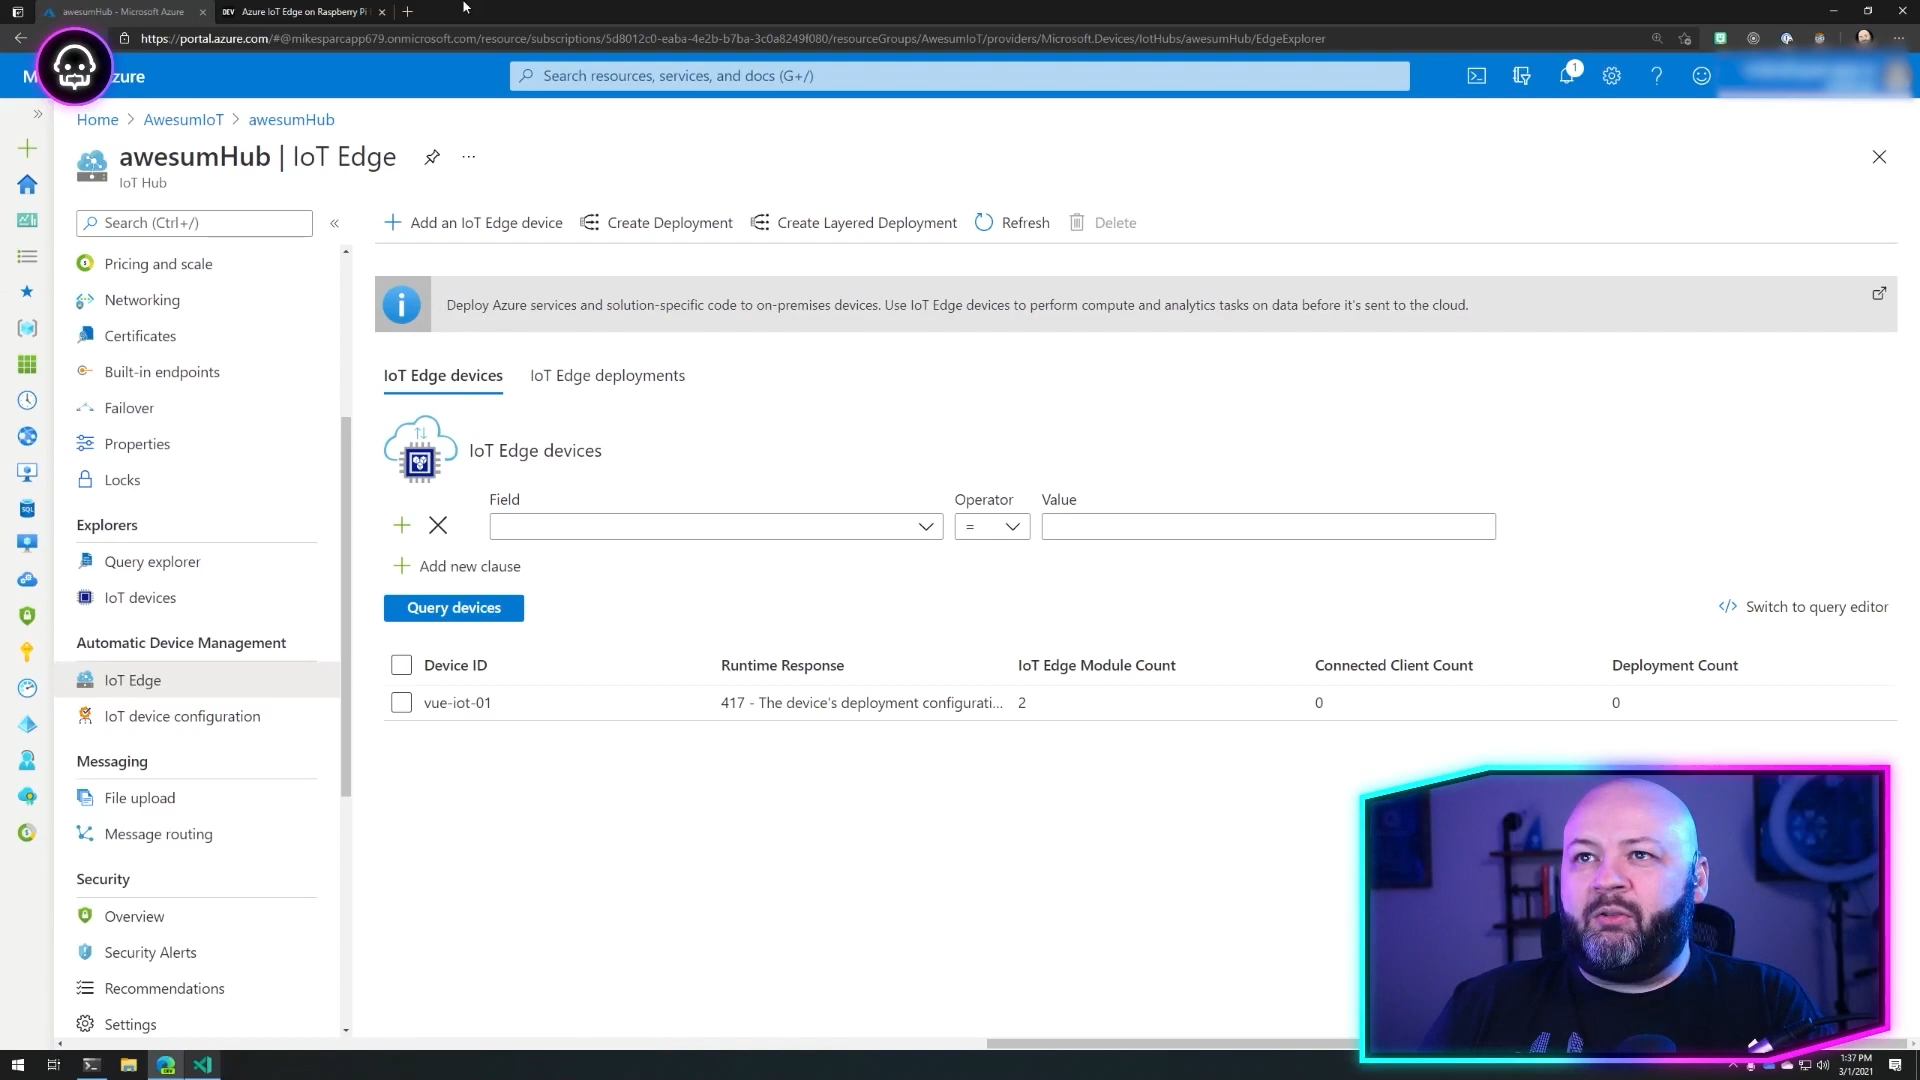 awesumHub - Microsoft Azure
DEV Azure IoT Edge on Raspberry Pi
https://portal.azure.com/#@mikesparcapp679.onmicrosoft.com/resource/subscriptions/5d8012c0-eaba-4e2b-b7ba-3c0a8249f080/resourceGroups/AwesumIoT/providers/Microsoft.Devices/IotHubs/awesumHub/EdgeExplorer
M zure
Search resources, services, and docs (G+/)
1
Home > AwesumIoT > awesumHub
awesumHub | IoT Edge
IoT Hub
Search (Ctrl+/)
Add an IoT Edge device
Create Deployment
Create Layered Deployment
Refresh
Delete
Pricing and scale
Networking
Certificates
Built-in endpoints
Failover
Properties
Locks
Explorers
Query explorer
IoT devices
Automatic Device Management
IoT Edge
IoT device configuration
Messaging
File upload
Message routing
Security
Overview
Security Alerts
Recommendations
Settings
Deploy Azure services and solution-specific code to on-premises devices. Use IoT Edge devices to perform compute and analytics tasks on data before it's sent to the cloud.
IoT Edge devices
IoT Edge deployments
IoT Edge devices
Field Operator Value
=
Add new clause
Query devices
Switch to query editor
Device ID Runtime Response IoT Edge Module Count Connected Client Count Deployment Count
vue-iot-01 417 - The device's deployment configurati... 2 0 0
1:37 PM
3/1/2021